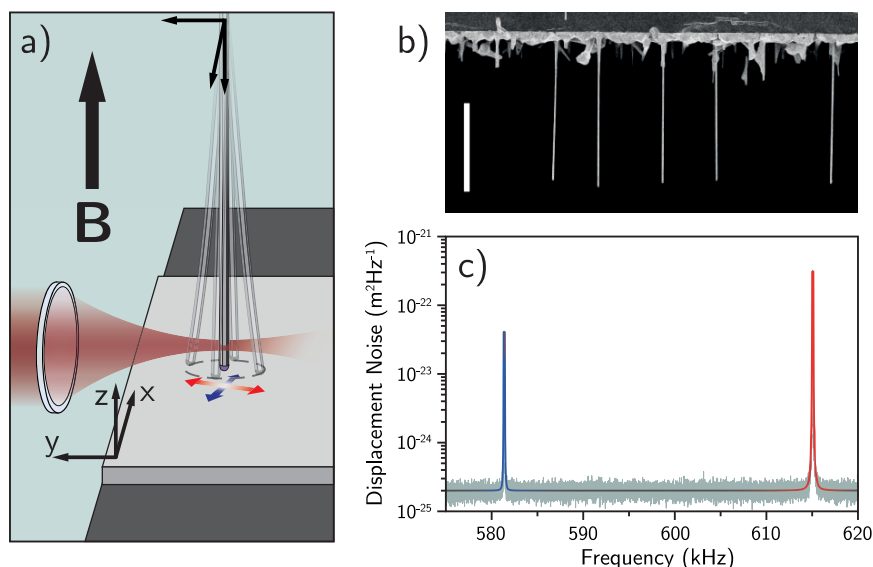 a)
B
z
x
y
b)
c)
Displacement Noise (m²Hz⁻¹)
10⁻²¹
10⁻²²
10⁻²³
10⁻²⁴
10⁻²⁵
580 590 600 610 620
Frequency (kHz)